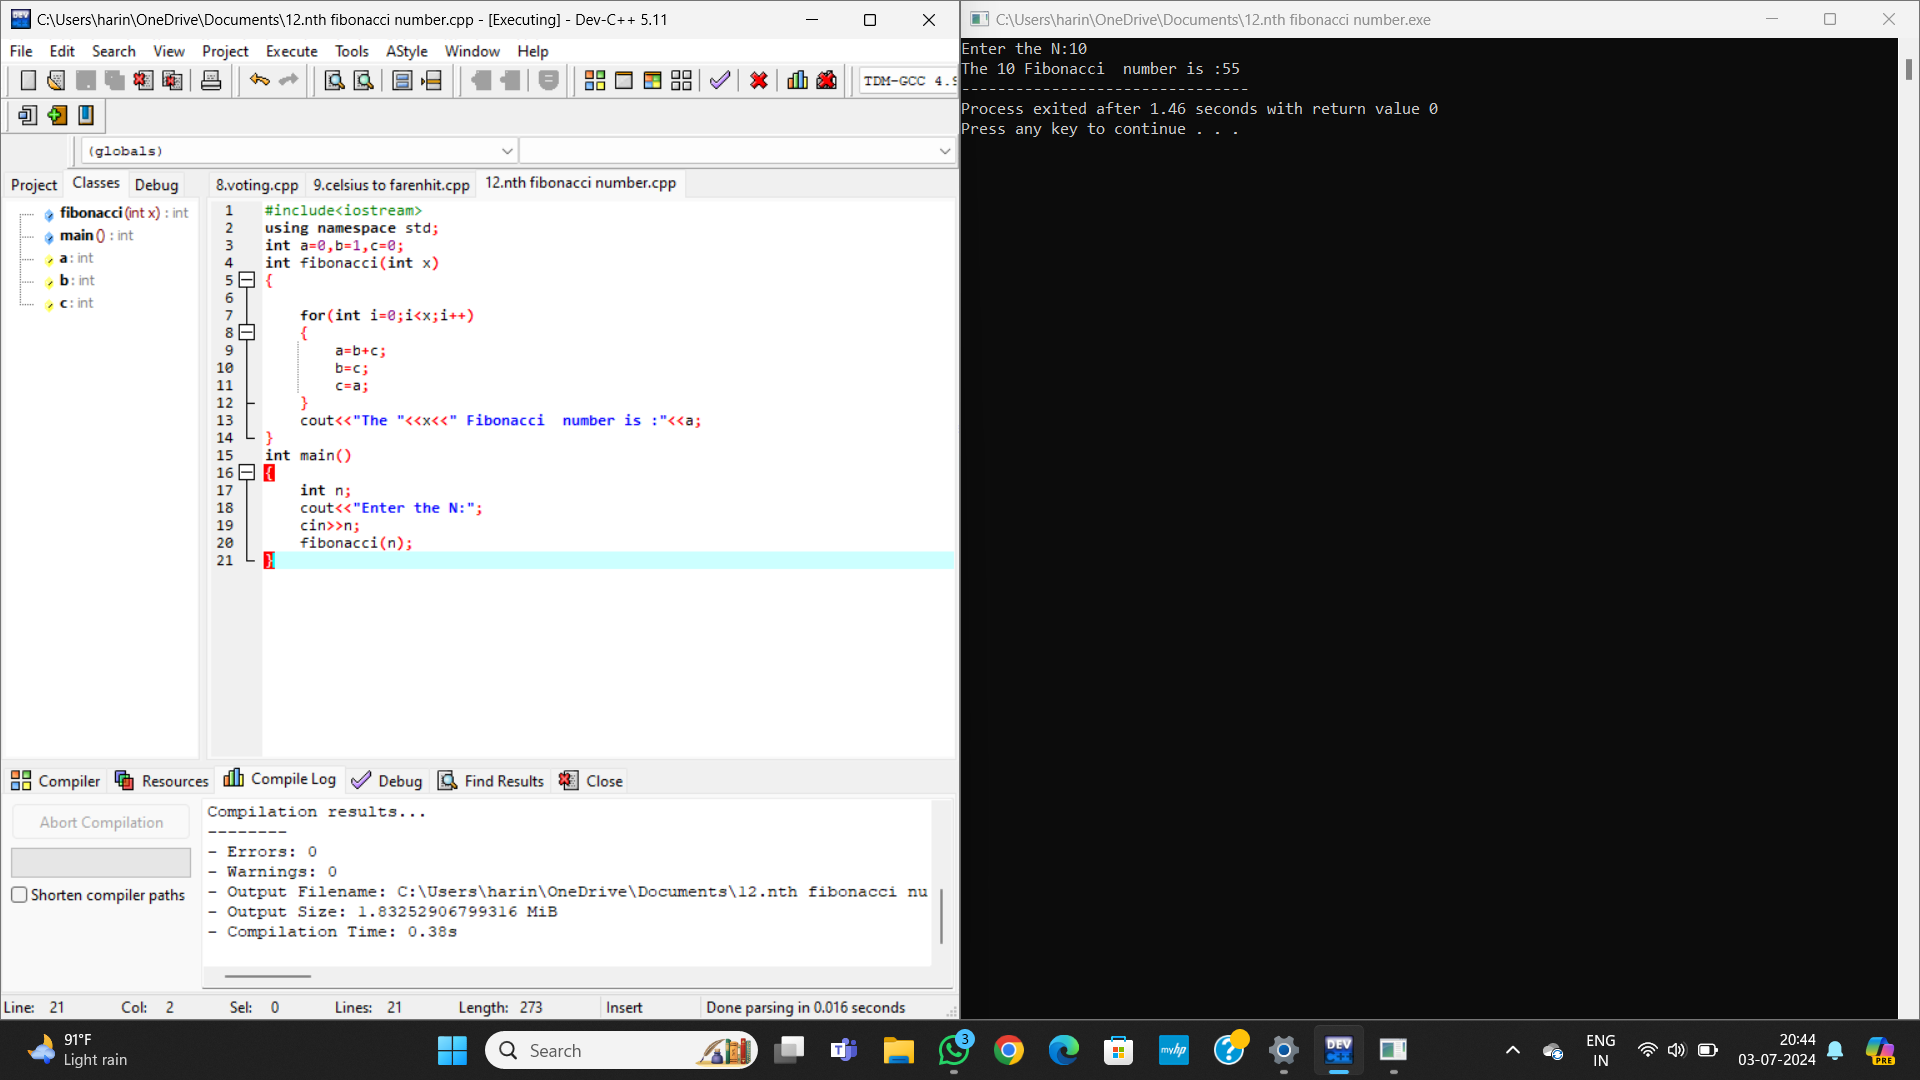 C:\Users\harin\OneDrive\Documents\12.nth fibonacci number.cpp - [Executing] - Dev-C++ 5.11
File Edit Search View Project Execute Tools AStyle Window Help
TDM-GCC 4.9
(globals)
Project Classes Debug
fibonacci (int x) : int
main () : int
a : int
b : int
c : int
8.voting.cpp 9.celsius to farenhit.cpp 12.nth fibonacci number.cpp
1 #include<iostream>
2 using namespace std;
3 int a=0,b=1,c=0;
4 int fibonacci(int x)
5 {
6
7 for(int i=0;i<x;i++)
8 {
9 a=b+c;
10 b=c;
11 c=a;
12 }
13 cout<<"The "<<x<<" Fibonacci  number is :"<<a;
14 }
15 int main()
16 {
17 int n;
18 cout<<"Enter the N:";
19 cin>>n;
20 fibonacci(n);
21 }
Compiler Resources Compile Log Debug Find Results Close
Abort Compilation
Shorten compiler paths
Compilation results...
--------
- Errors: 0
- Warnings: 0
- Output Filename: C:\Users\harin\OneDrive\Documents\12.nth fibonacci nu
- Output Size: 1.83252906799316 MiB
- Compilation Time: 0.38s
Line: 21 Col: 2 Sel: 0 Lines: 21 Length: 273 Insert Done parsing in 0.016 seconds
C:\Users\harin\OneDrive\Documents\12.nth fibonacci number.exe
Enter the N:10
The 10 Fibonacci  number is :55
--------------------------------
Process exited after 1.46 seconds with return value 0
Press any key to continue . . .
91°F
Light rain
Search
3
myhp
DEV
C++
ENG
IN
20:44
03-07-2024
PRE